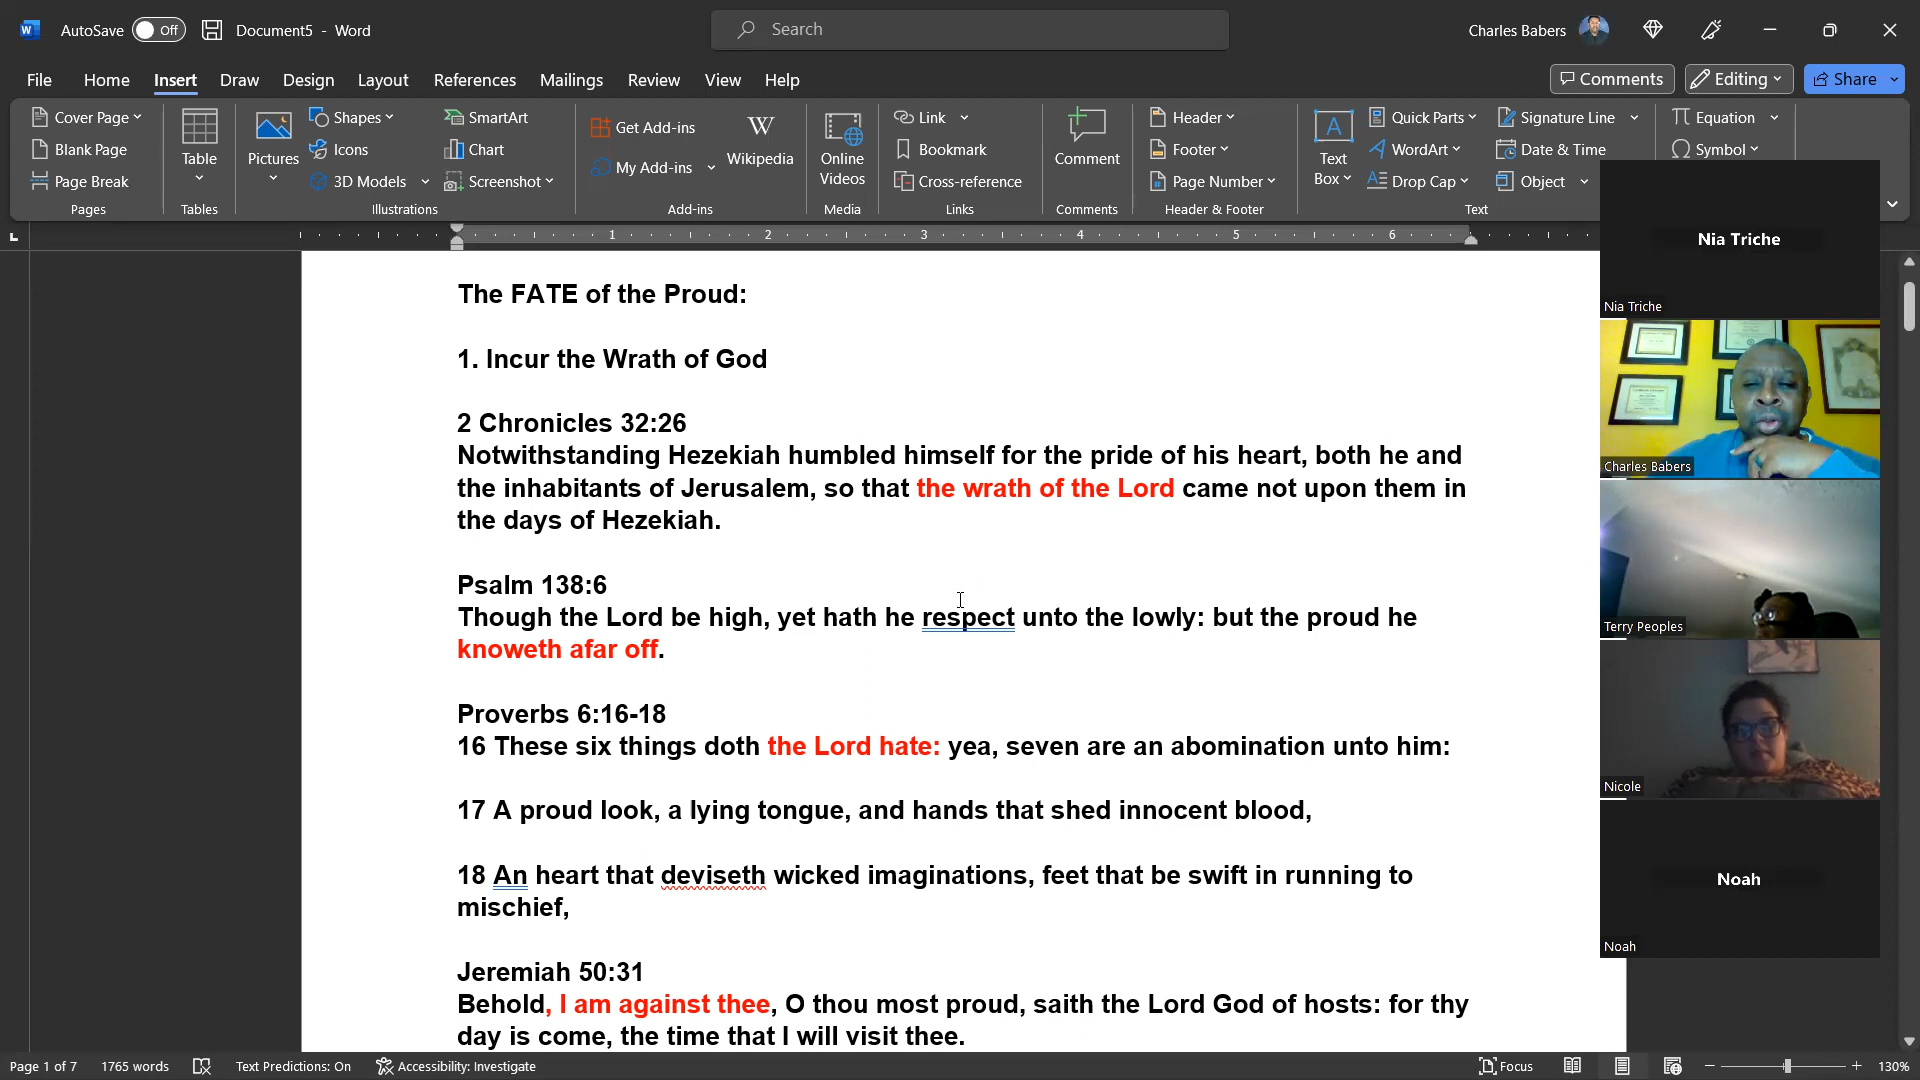 AutoSave Off Document5 - Word Search Charles Babers
File Home Insert Draw Design Layout References Mailings Review View Help Comments Editing Share
Cover Page
Blank Page
Page Break
Pages
Table
Tables
Pictures
Shapes
Icons
3D Models
SmartArt
Chart
Screenshot
Illustrations
Get Add-ins
My Add-ins
Wikipedia
Add-ins
Online
Videos
Media
Link
Bookmark
Cross-reference
Links
Comment
Comments
Header
Footer
Page Number
Header & Footer
Text
Box
Quick Parts
WordArt
Drop Cap
Signature Line
Date & Time
Object
Text
Equation
Symbol
1 2 3 4 5 6
The FATE of the Proud:
1. Incur the Wrath of God
2 Chronicles 32:26
Notwithstanding Hezekiah humbled himself for the pride of his heart, both he and
the inhabitants of Jerusalem, so that the wrath of the Lord came not upon them in
the days of Hezekiah.
Psalm 138:6
Though the Lord be high, yet hath he respect unto the lowly: but the proud he
knoweth afar off.
Proverbs 6:16-18
16 These six things doth the Lord hate: yea, seven are an abomination unto him:
17 A proud look, a lying tongue, and hands that shed innocent blood,
18 An heart that deviseth wicked imaginations, feet that be swift in running to
mischief,
Jeremiah 50:31
Behold, I am against thee, O thou most proud, saith the Lord God of hosts: for thy
day is come, the time that I will visit thee.
Nia Triche
Nia Triche
Charles Babers
Terry Peoples
Nicole
Noah
Noah
Page 1 of 7 1765 words Text Predictions: On Accessibility: Investigate Focus 130%